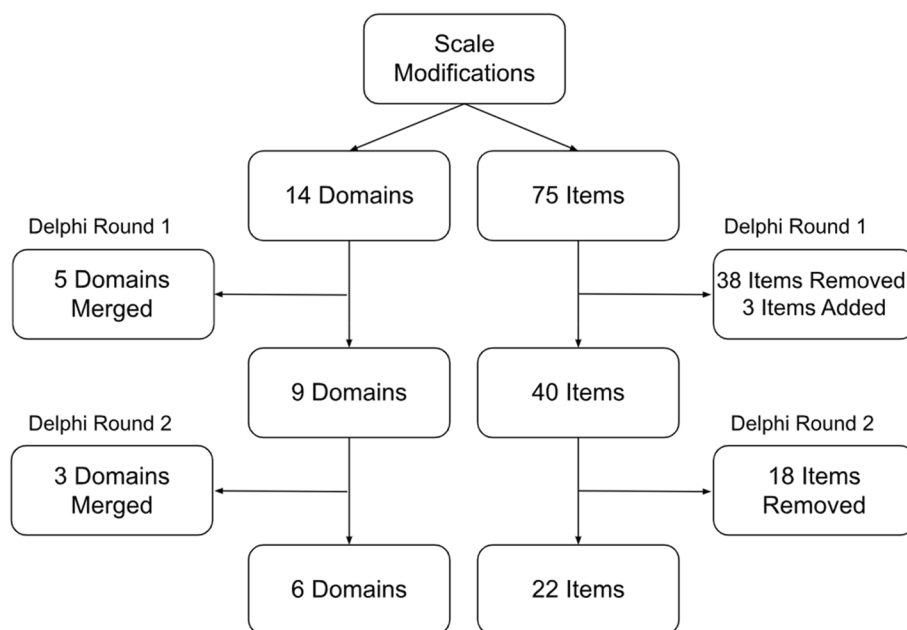 Scale
Modifications
14 Domains
75 Items
Delphi Round 1
Delphi Round 1
5 Domains
Merged
38 Items Removed
3 Items Added
9 Domains
40 Items
Delphi Round 2
Delphi Round 2
3 Domains
Merged
18 Items
Removed
6 Domains
22 Items